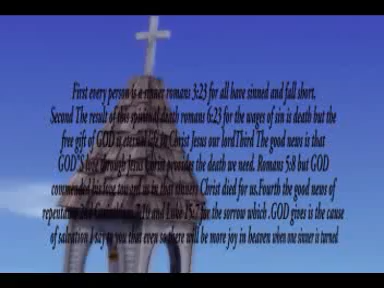 First every person is a sinner romans 3:23 for all have sinned and fall short.
Second The result of this spiritual death romans 6:23 for the wages of sin is death but the
free gift of GOD is eternal life in Christ Jesus our lord Third The good news is that
GOD'S love through Jesus Christ provides the death we need. Romans 5:8 but GOD
commended his love toward us in that sinners Christ died for us.Fourth the good news of
repentance and Luke 15:7 for the sorrow which .GOD gives is the cause
of salvation I say to you that even so there will be more joy in heaven when one sinner is turned